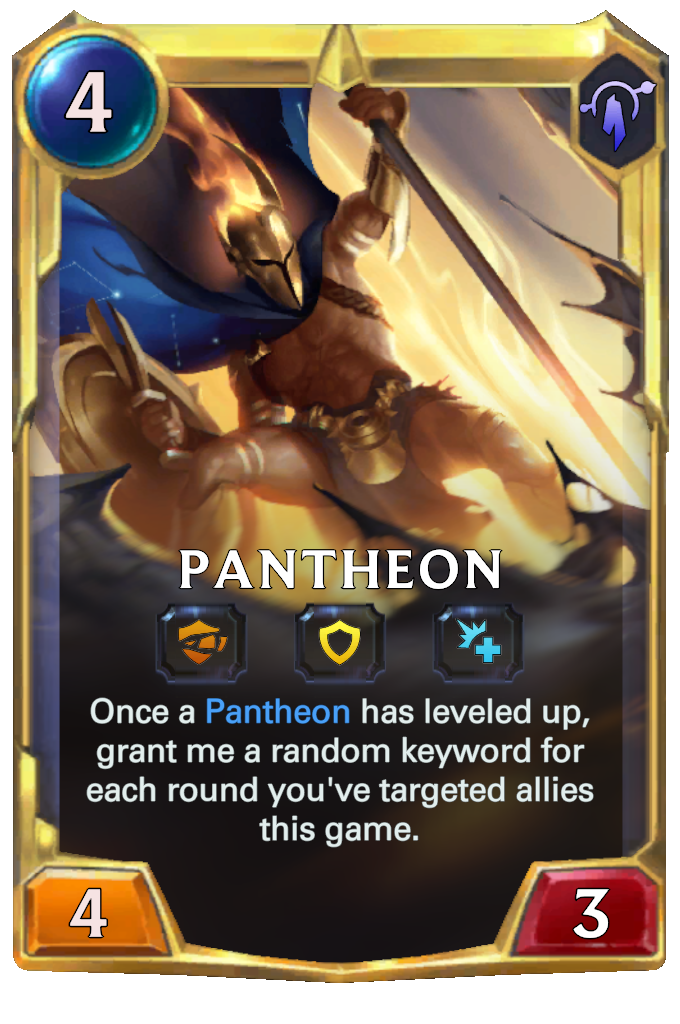 4
PANTHEON
Once a Pantheon has leveled up,
grant me a random keyword for
each round you've targeted allies
this game.
4
3